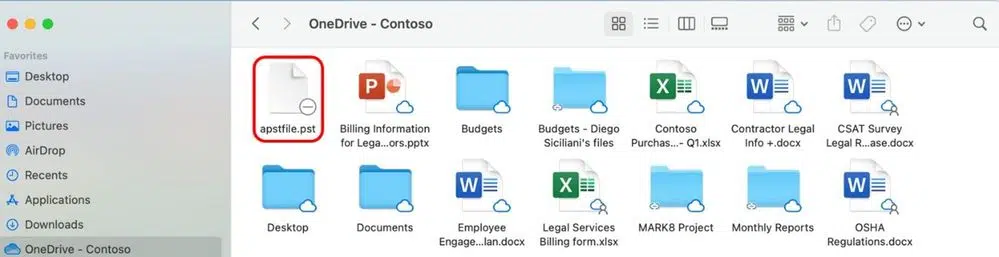 OneDrive - Contoso
Favorites
Desktop
Documents
Pictures
AirDrop
Recents
Applications
Downloads
OneDrive - Contoso
apstfile.pst
P
Billing Information
for Lega...ors.pptx
Budgets
Budgets - Diego
Siciliani's files
X
Contoso
Purchas...- Q1.xlsx
W
Contractor Legal
Info +.docx
W
CSAT Survey
Legal R...ase.docx
Desktop
Documents
W
Employee
Engage...lan.docx
X
Legal Services
Billing form.xlsx
MARK8 Project
Monthly Reports
W
OSHA
Regulations.docx